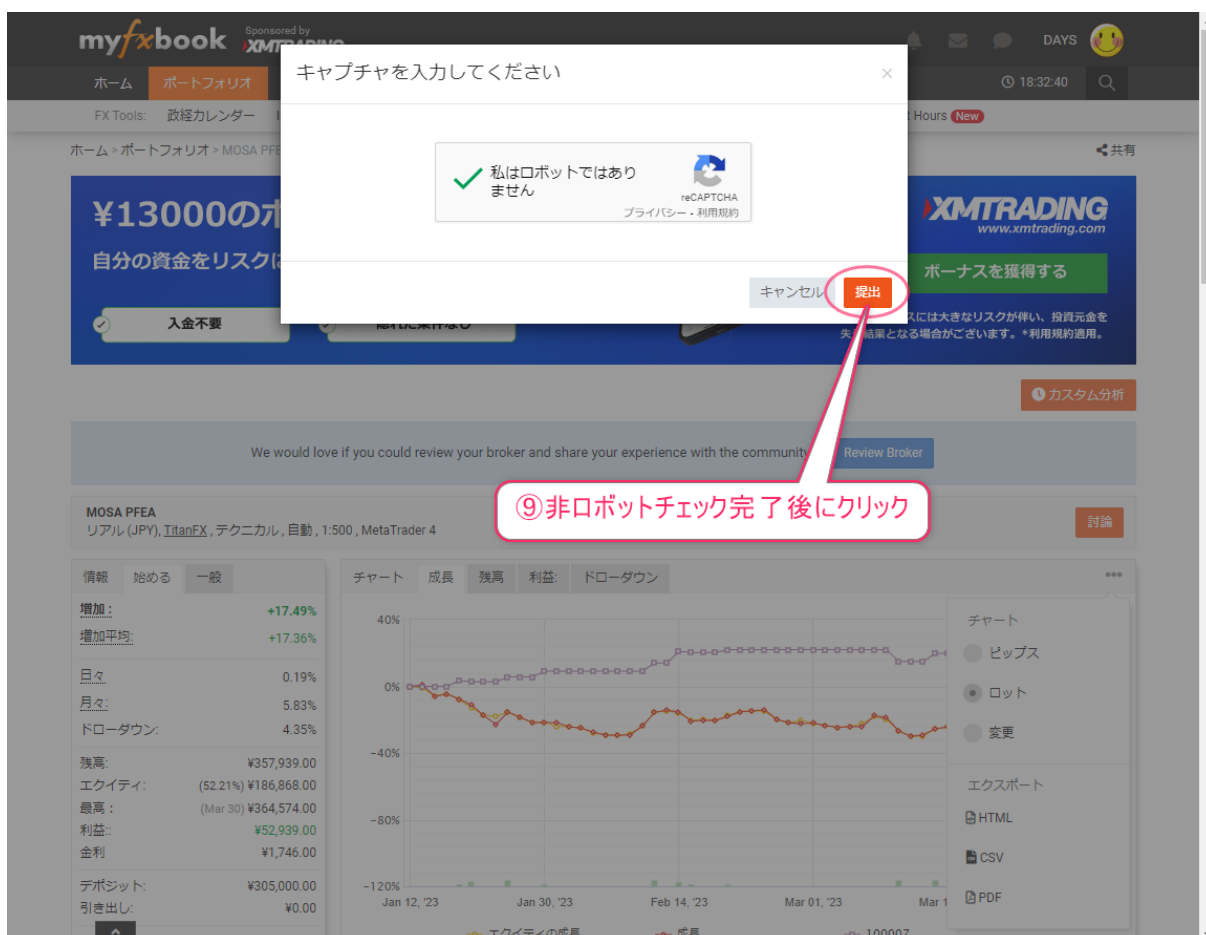 myfxbook Sponsored by
XMTRADING
DAYS
ホーム ポートフォリオ
18:32:40
FX Tools: 政経カレンダー
Hours New
ホーム > ポートフォリオ > MOSA PFE
共有
キャプチャを入力してください ×
私はロボットではあり
ません
reCAPTCHA
プライバシー - 利用規約
キャンセル 提出
¥13000の
自分の資金をリスクに
入金不要
隠れた条件なし
XMTRADING
www.xmtrading.com
ボーナスを獲得する
スには大きなリスクが伴い、投資元金を
結果となる場合がございます。*利用規約適用。
カスタム分析
We would love if you could review your broker and share your experience with the community
Review Broker
⑨非ロボットチェック完了後にクリック
MOSA PFEA
リアル (JPY), TitanFX , テクニカル , 自動 , 1:500 , MetaTrader 4
討論
情報 始める 一般
増加 : +17.49%
増加平均: +17.36%
日々 0.19%
月々: 5.83%
ドローダウン: 4.35%
残高: ¥357,939.00
エクイティ: (52.21%) ¥186,868.00
最高 : (Mar 30) ¥364,574.00
利益:: ¥52,939.00
金利 ¥1,746.00
デポジット: ¥305,000.00
引き出し: ¥0.00
チャート 成長 残高 利益: ドローダウン
40%
0%
-40%
-80%
-120%
Jan 12, '23 Jan 30, '23 Feb 14, '23 Mar 01, '23 Mar 1
エクイティの成長 成長 100007
チャート
ピップス
ロット
変更
エクスポート
HTML
CSV
PDF